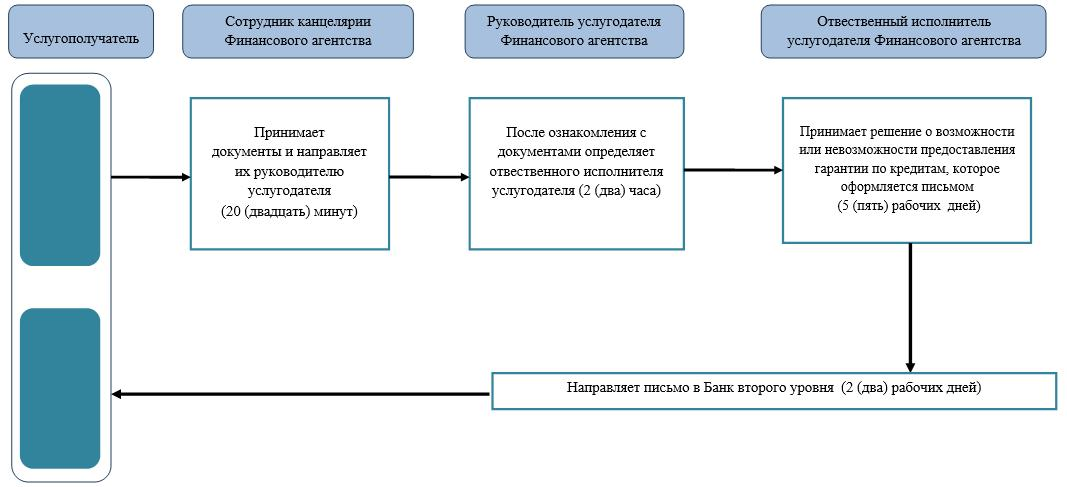 Услугополучатель
Сотрудник канцелярии
Финансового агентства
Руководитель услугодателя
Финансового агентства
Отвественный исполнитель
услугодателя Финансового агентства
Принимает
документы и направляет
их руководителю
услугодателя
(20 (двадцать) минут)
После ознакомления с
документами определяет
отвественного исполнителя
услугодателя (2 (два) часа)
Принимает решение о возможности
или невозможности предоставления
гарантии по кредитам, которое
оформляется письмом
(5 (пять) рабочих дней)
Направляет письмо в Банк второго уровня (2 (два) рабочих дней)